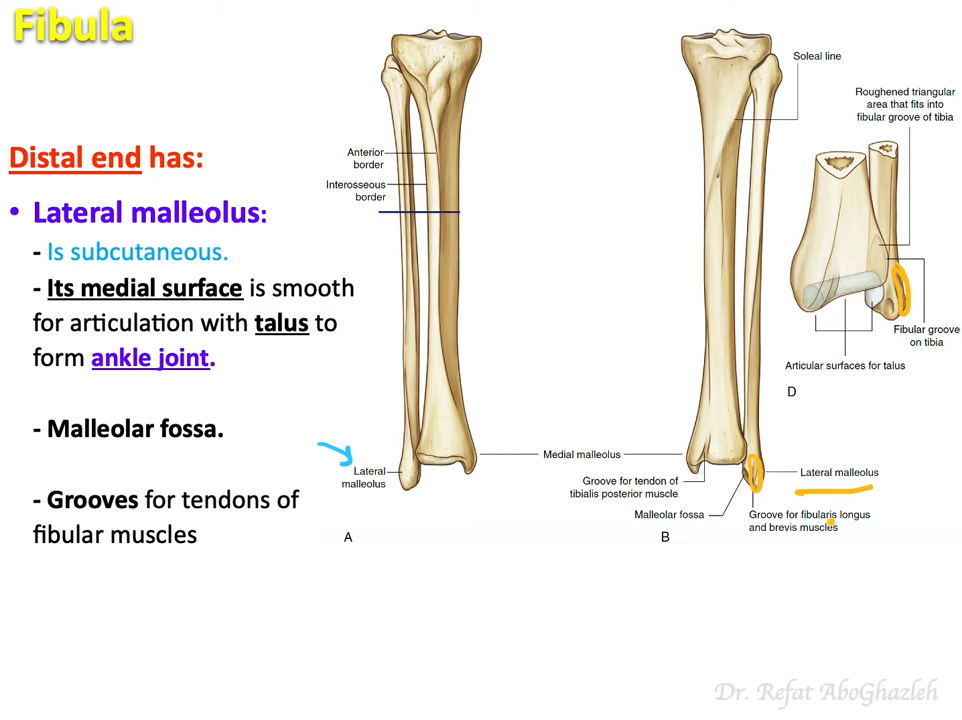 Fibula
Distal end has:
• Lateral malleolus:
- Is subcutaneous.
- Its medial surface is smooth
for articulation with talus to
form ankle joint.
- Malleolar fossa.
- Grooves for tendons of
fibular muscles
Anterior
border
Interosseous
border
Lateral
malleolus
A
Medial malleolus
Soleal line
Groove for tendon of
tibialis posterior muscle
Malleolar fossa
Lateral malleolus
Groove for fibularis longus
and brevis muscles
B
Roughened triangular
area that fits into
fibular groove of tibia
Fibular groove
on tibia
Articular surfaces for talus
D
Dr. Refat AboGhazleh